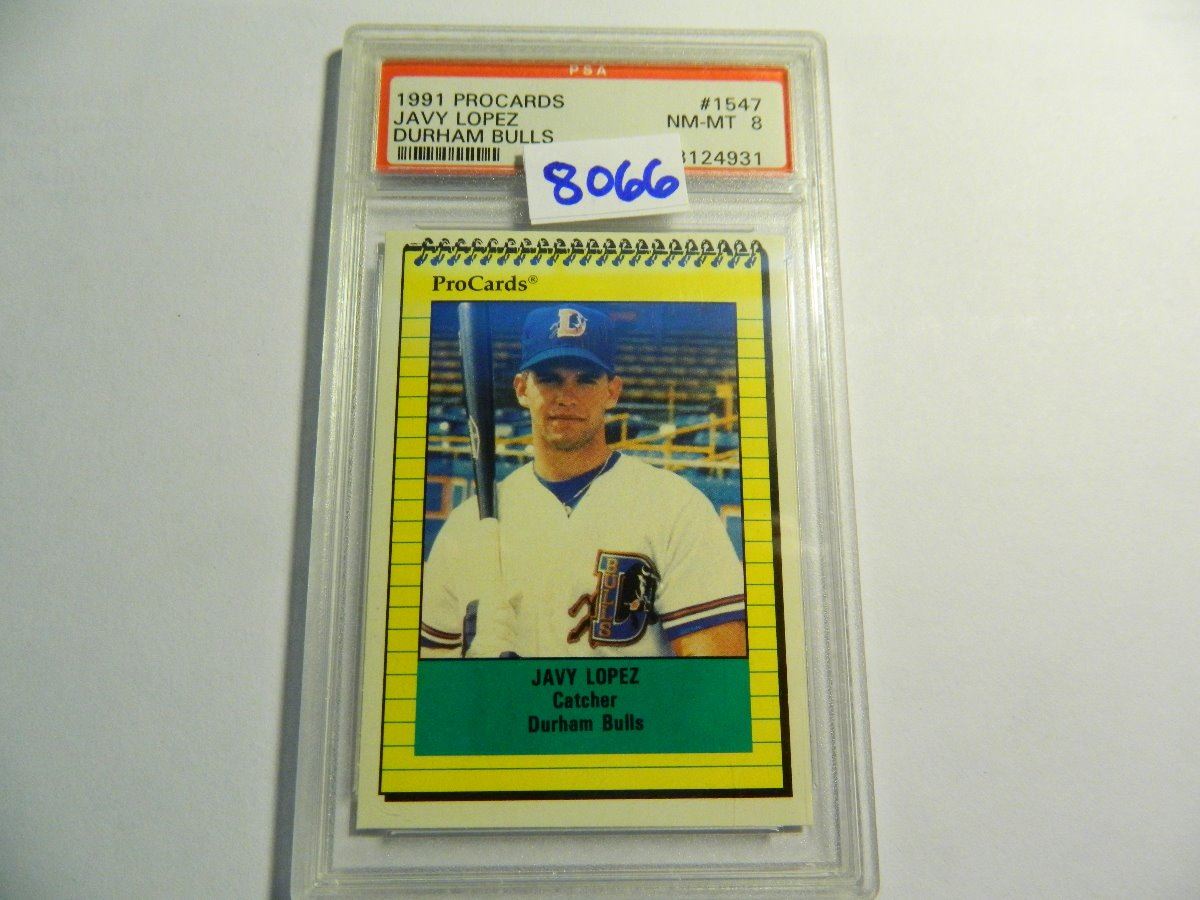 PSA
1991 PROCARDS #1547
JAVY LOPEZ NM-MT 8
DURHAM BULLS
3124931
8066
ProCards®
D
BULLS
JAVY LOPEZ
Catcher
Durham Bulls